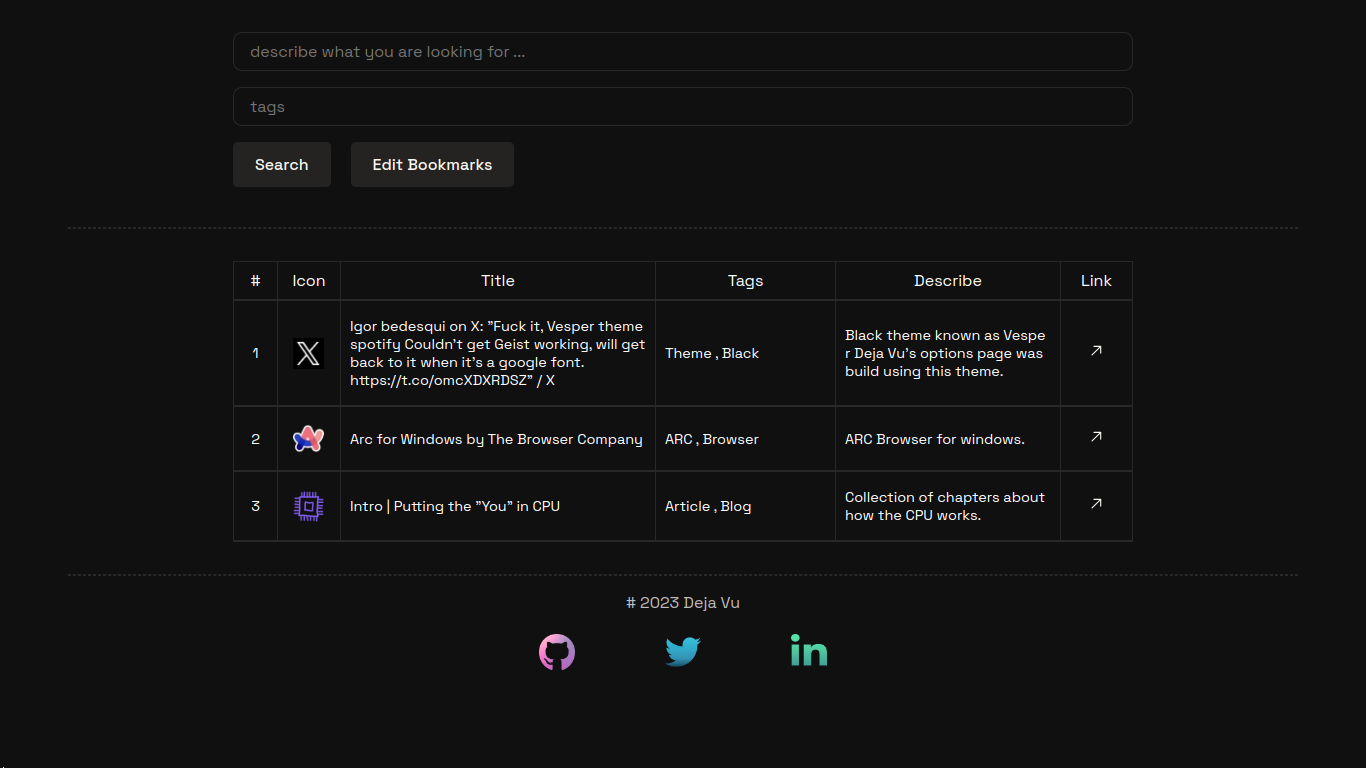 describe what you are looking for ...
tags
Search Edit Bookmarks
# Icon Title Tags Describe Link
1 Igor bedesqui on X: "Fuck it, Vesper theme
spotify Couldn't get Geist working, will get
back to it when it's a google font.
https://t.co/omcXDXRDSZ" / X
Theme , Black
Black theme known as Vespe
r Deja Vu's options page was
build using this theme.
2 Arc for Windows by The Browser Company ARC , Browser ARC Browser for windows.
3 Intro | Putting the "You" in CPU Article , Blog
Collection of chapters about
how the CPU works.
# 2023 Deja Vu